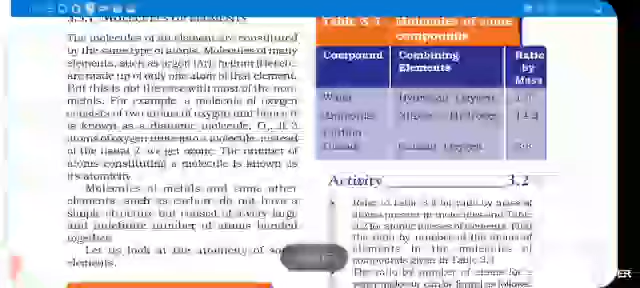 3.3.1 MOLECULES OF ELEMENTS
The molecules of an element are constituted
by the same type of atoms. Molecules of many
elements, such as argon (Ar), helium (He) etc.
are made up of only one atom of that element.
But this is not the case with most of the non-
metals. For example, a molecule of oxygen
consists of two atoms of oxygen and hence it
is known as a diatomic molecule, O₂. If 3
atoms of oxygen unite into a molecule, instead
of the usual 2, we get ozone. The number of
atoms constituting a molecule is known as
its atomicity.
Molecules of metals and some other
elements, such as carbon, do not have a
simple structure but consist of a very large
and indefinite number of atoms bonded
together.
Let us look at the atomicity of some
elements.
Molecules of some
compounds
Compound Combining Ratio
Elements by
Mass
Water Hydrogen, Oxygen
Ammonia
Carbon
Activity 3.2
Refer to Table for ratio by mass of
atoms present in molecules and Table
3.2 for atomic masses of elements. Find
the ratio by number of the atoms of
elements in the molecules of
compounds given in Table
The ratio by number of atoms for a
water molecule can be found as follows: